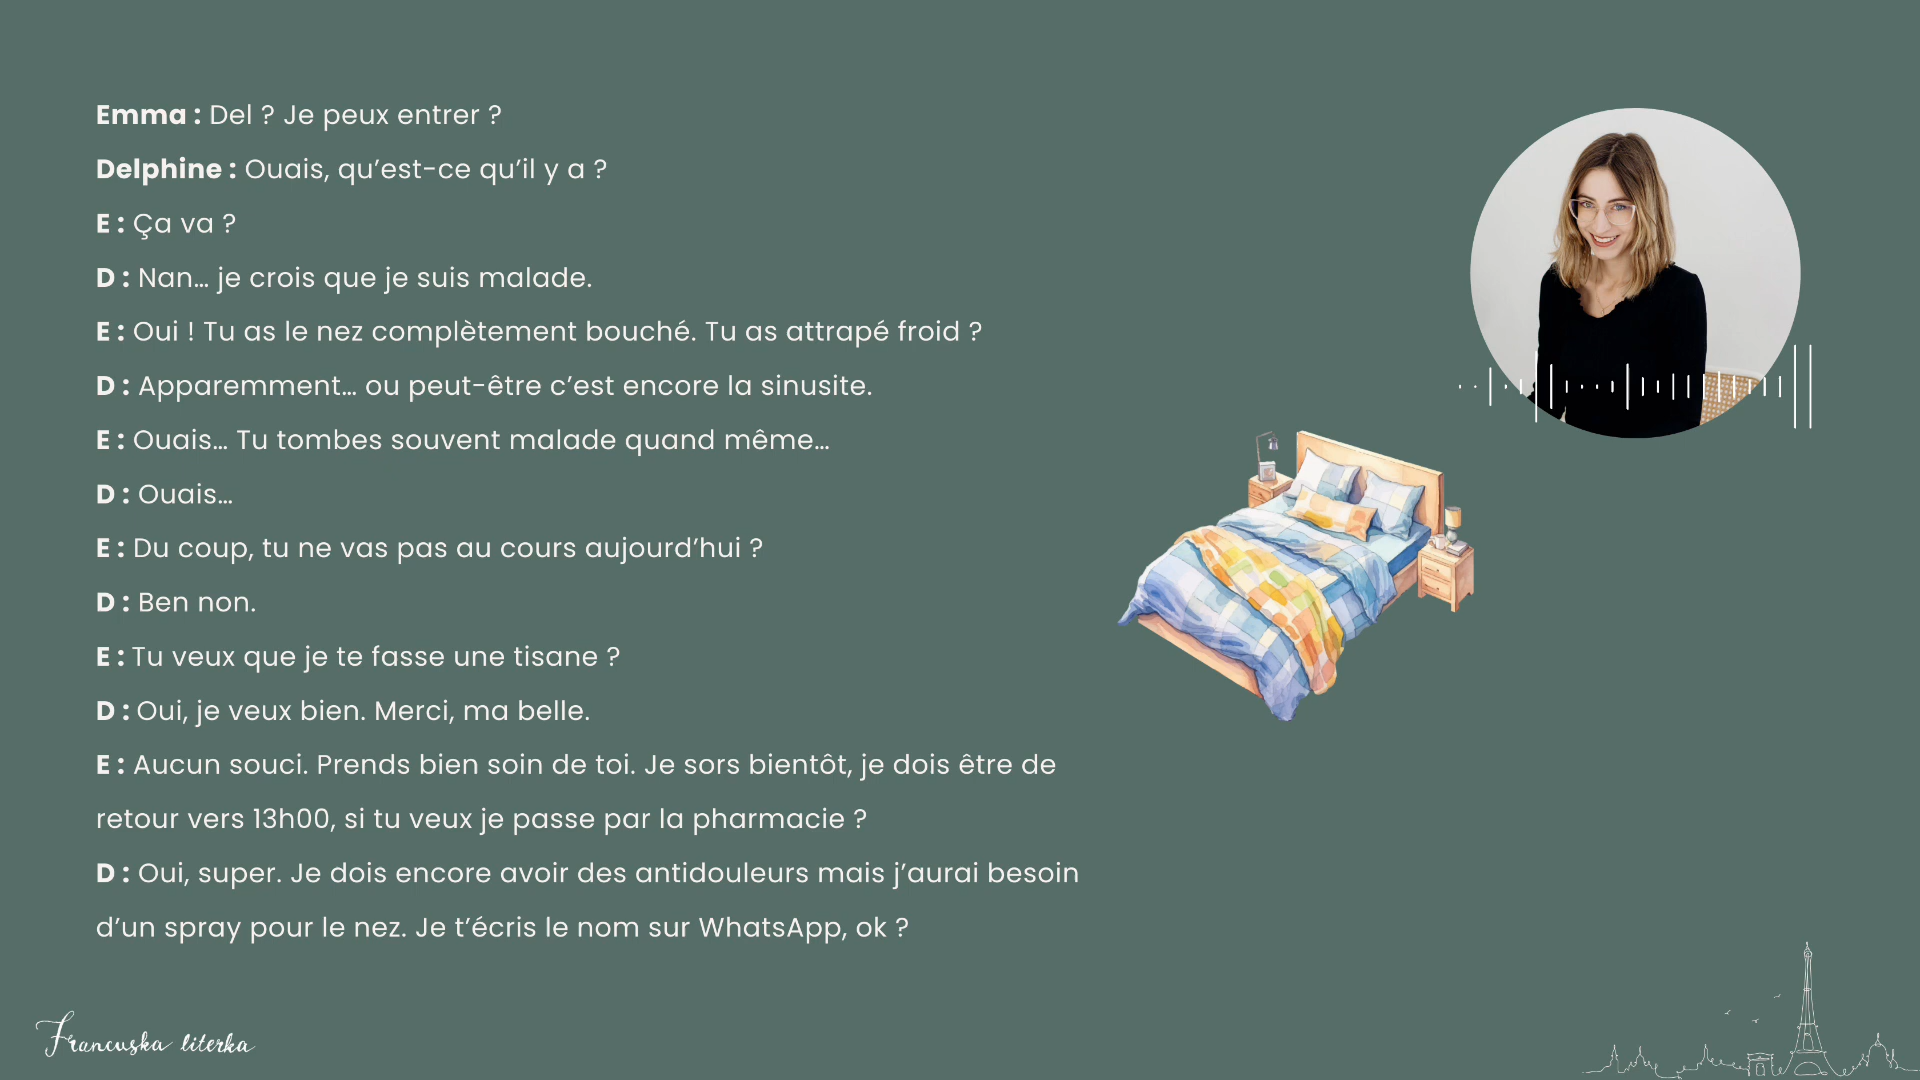 Emma : Del ? Je peux entrer ?
Delphine : Ouais, qu’est-ce qu’il y a ?
E : Ça va ?
D : Nan… je crois que je suis malade.
E : Oui ! Tu as le nez complètement bouché. Tu as attrapé froid ?
D : Apparemment… ou peut-être c’est encore la sinusite.
E : Ouais… Tu tombes souvent malade quand même…
D : Ouais…
E : Du coup, tu ne vas pas au cours aujourd’hui ?
D : Ben non.
E : Tu veux que je te fasse une tisane ?
D : Oui, je veux bien. Merci, ma belle.
E : Aucun souci. Prends bien soin de toi. Je sors bientôt, je dois être de
retour vers 13h00, si tu veux je passe par la pharmacie ?
D : Oui, super. Je dois encore avoir des antidouleurs mais j’aurai besoin
d’un spray pour le nez. Je t’écris le nom sur WhatsApp, ok ?
Francuska literka